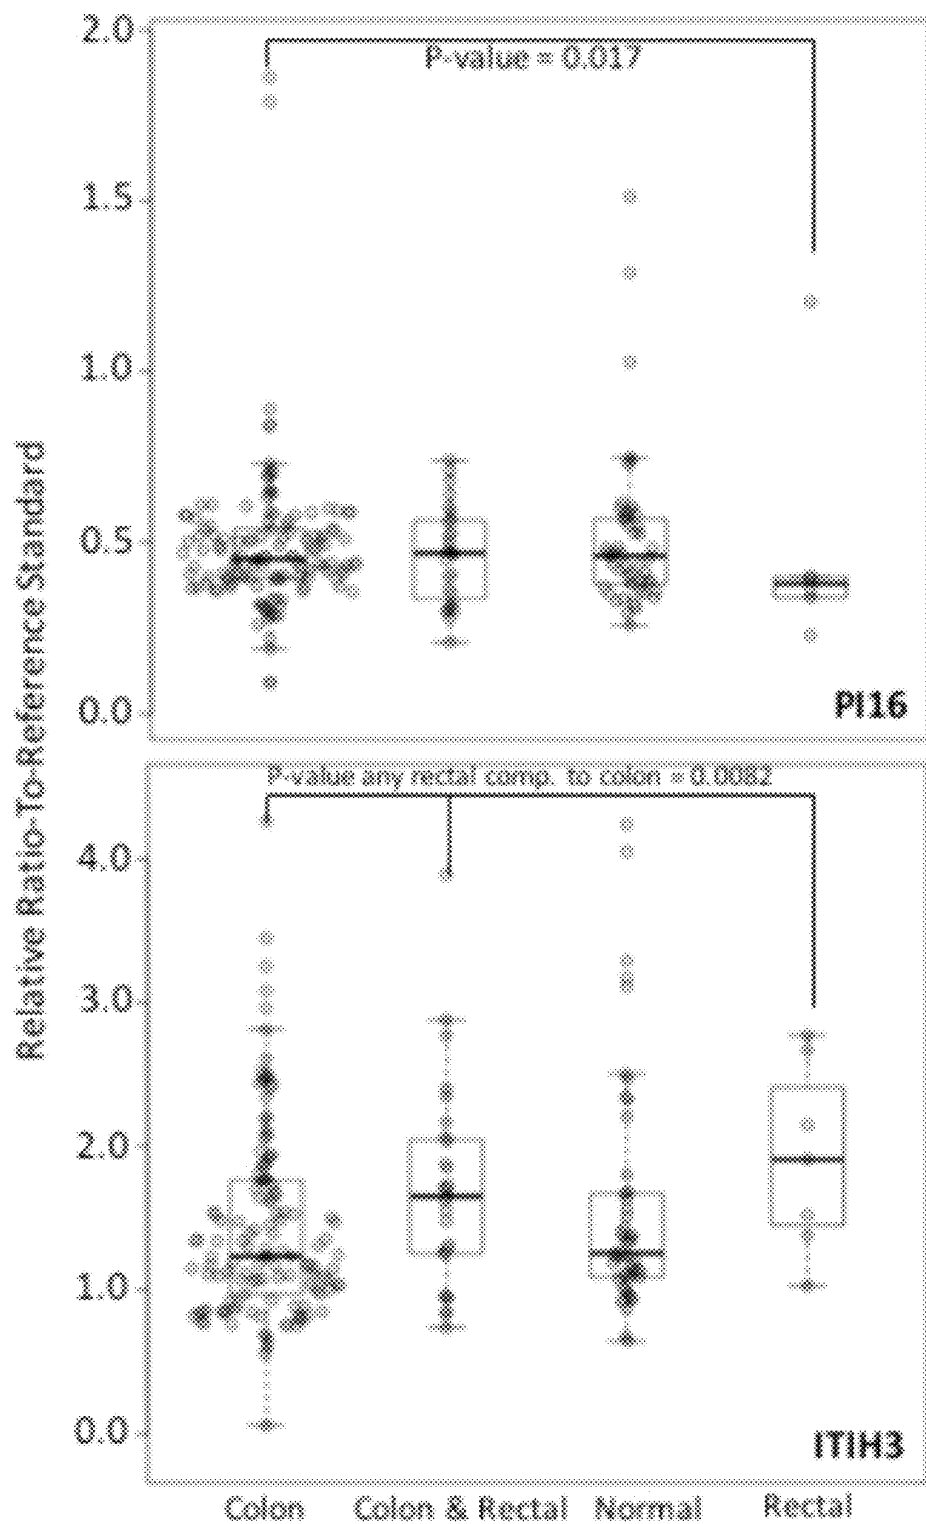 Relative Ratio-To-Reference Standard
2.0
P-value = 0.017
1.5
1.0
0.5
0.0
PI16
P-value any rectal comp. to colon = 0.0082
4.0
3.0
2.0
1.0
0.0
ITIH3
Colon Colon & Rectal Normal Rectal